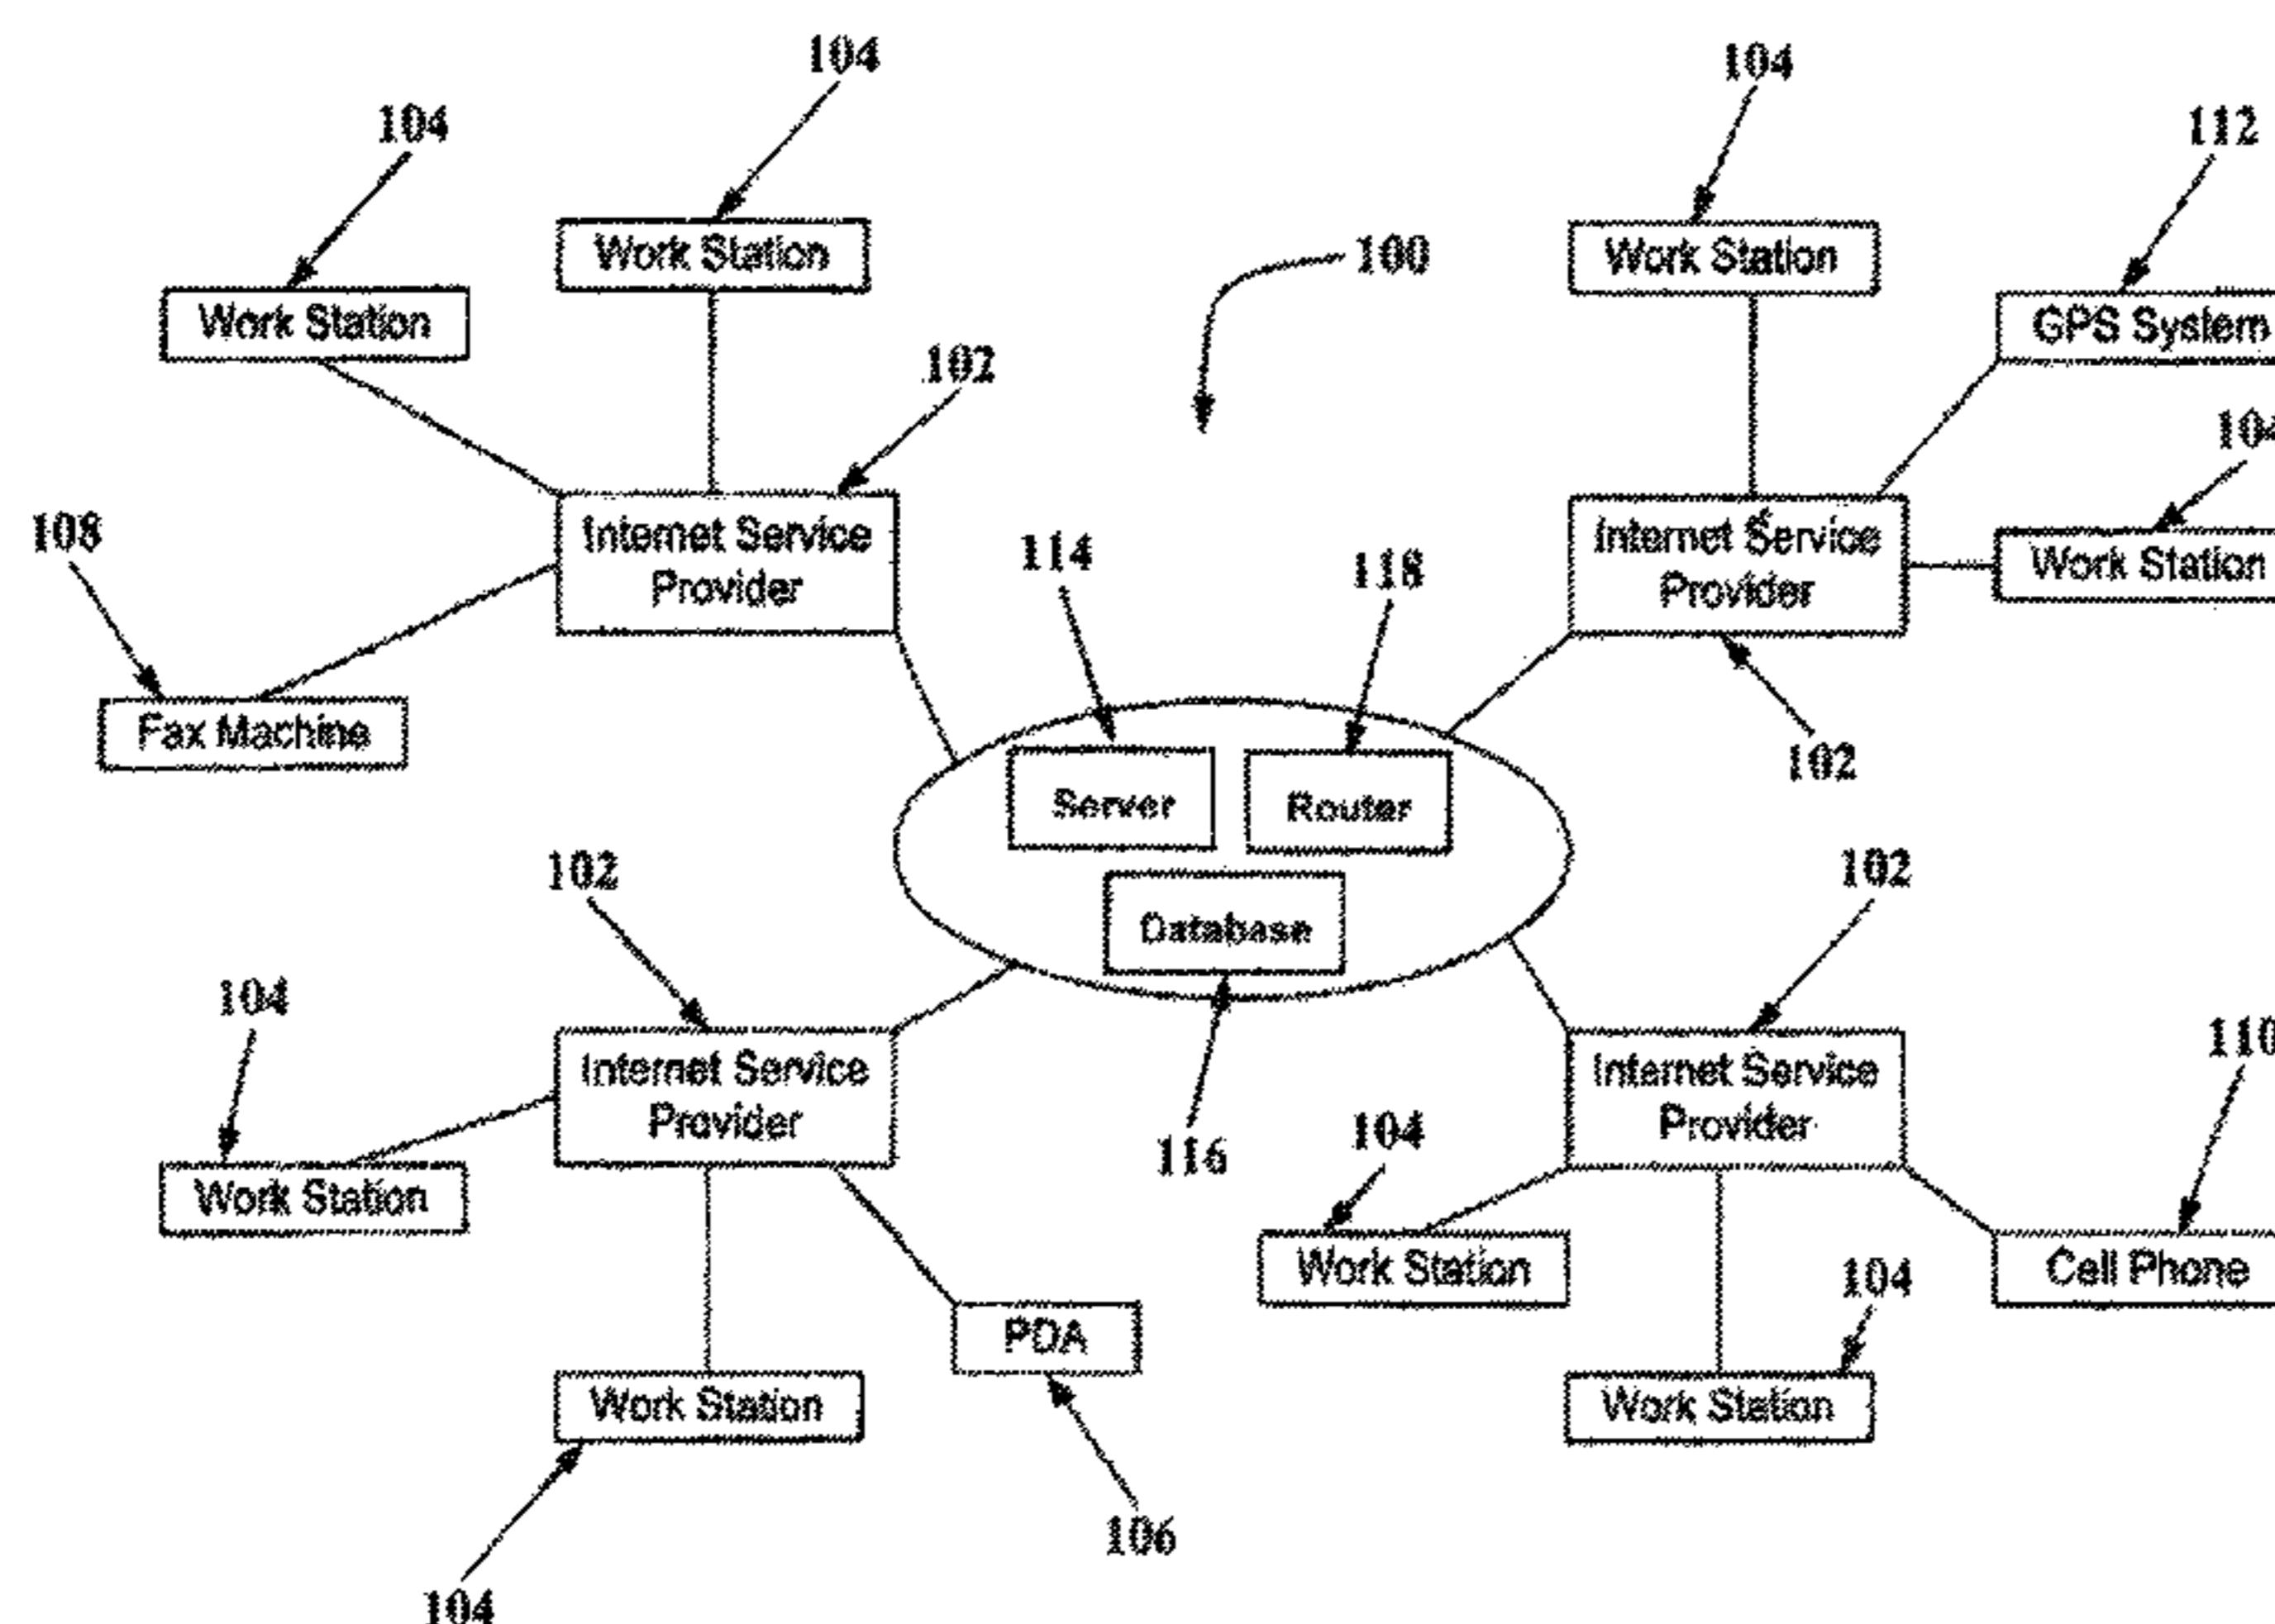 104
104
104
112
Work Station
Work Station
100
Work Station
GPS System
102
104
108
Internet Service
Provider
114
118
Internet Service
Provider
Work Station
Fax Machine
Server
Router
102
102
Database
102
104
Internet Service
Provider
116
104
Internet Service
Provider
110
Work Station
Work Station
104
Cell Phone
PDA
Work Station
Work Station
106
104